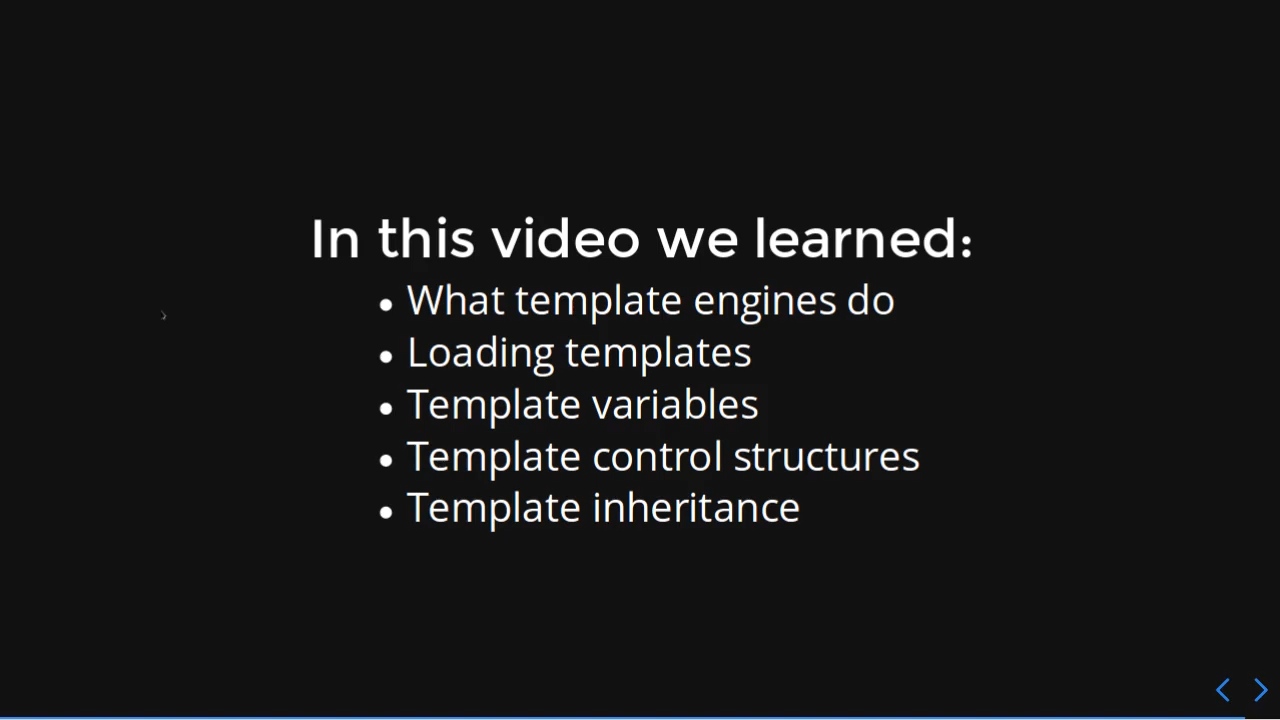 In this video we learned:
• What template engines do
• Loading templates
• Template variables
• Template control structures
• Template inheritance